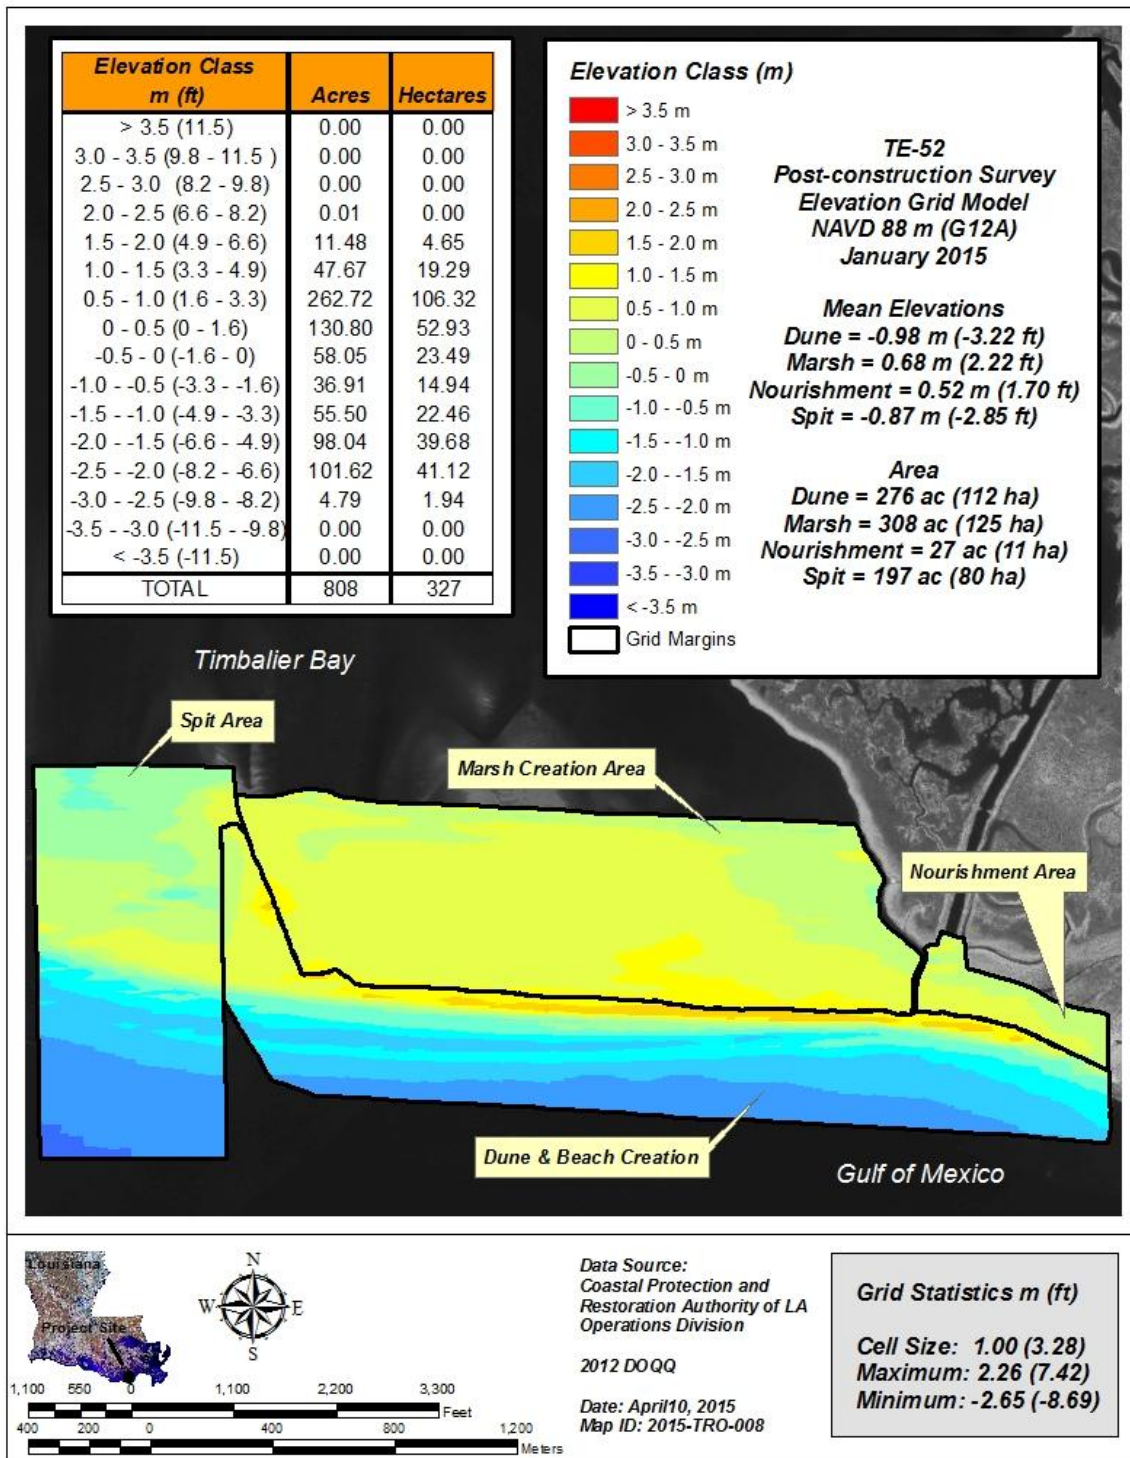 Elevation Class
m (ft) Acres Hectares
> 3.5 (11.5) 0.00 0.00
3.0 - 3.5 (9.8 - 11.5 ) 0.00 0.00
2.5 - 3.0 (8.2 - 9.8) 0.00 0.00
2.0 - 2.5 (6.6 - 8.2) 0.01 0.00
1.5 - 2.0 (4.9 - 6.6) 11.48 4.65
1.0 - 1.5 (3.3 - 4.9) 47.67 19.29
0.5 - 1.0 (1.6 - 3.3) 262.72 106.32
0 - 0.5 (0 - 1.6) 130.80 52.93
-0.5 - 0 (-1.6 - 0) 58.05 23.49
-1.0 - -0.5 (-3.3 - -1.6) 36.91 14.94
-1.5 - -1.0 (-4.9 - -3.3) 55.50 22.46
-2.0 - -1.5 (-6.6 - -4.9) 98.04 39.68
-2.5 - -2.0 (-8.2 - -6.6) 101.62 41.12
-3.0 - -2.5 (-9.8 - -8.2) 4.79 1.94
-3.5 - -3.0 (-11.5 - -9.8) 0.00 0.00
< -3.5 (-11.5) 0.00 0.00
TOTAL 808 327
Elevation Class (m)
> 3.5 m
3.0 - 3.5 m
2.5 - 3.0 m
2.0 - 2.5 m
1.5 - 2.0 m
1.0 - 1.5 m
0.5 - 1.0 m
0 - 0.5 m
-0.5 - 0 m
-1.0 - -0.5 m
-1.5 - -1.0 m
-2.0 - -1.5 m
-2.5 - -2.0 m
-3.0 - -2.5 m
-3.5 - -3.0 m
< -3.5 m
Grid Margins
TE-52
Post-construction Survey
Elevation Grid Model
NAVD 88 m (G12A)
January 2015
Mean Elevations
Dune = -0.98 m (-3.22 ft)
Marsh = 0.68 m (2.22 ft)
Nourishment = 0.52 m (1.70 ft)
Spit = -0.87 m (-2.85 ft)
Area
Dune = 276 ac (112 ha)
Marsh = 308 ac (125 ha)
Nourishment = 27 ac (11 ha)
Spit = 197 ac (80 ha)
Timbalier Bay
Spit Area
Marsh Creation Area
Nourishment Area
Dune & Beach Creation
Gulf of Mexico
Louisiana
Project Site
N
W E
S
1,100 550 0 1,100 2,200 3,300
Feet
400 200 0 400 800 1,200
Meters
Data Source:
Coastal Protection and
Restoration Authority of LA
Operations Division
2012 DOQQ
Date: April10, 2015
Map ID: 2015-TRO-008
Grid Statistics m (ft)
Cell Size: 1.00 (3.28)
Maximum: 2.26 (7.42)
Minimum: -2.65 (-8.69)